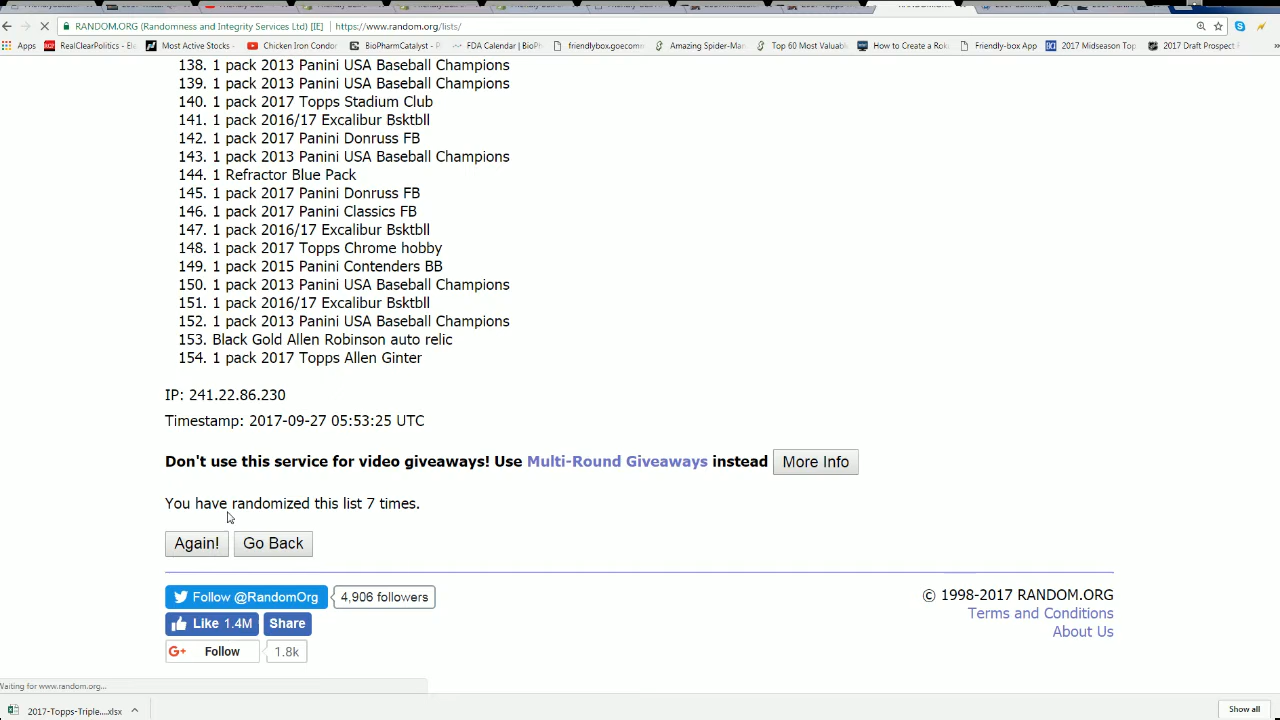 RANDOM.ORG (Randomness and Integrity Services Ltd) [IE] https://www.random.org/lists/
Apps RealClearPolitics - Ele Most Active Stocks - Chicken Iron Gondor BioPharmCatalyst - P FDA Calendar | BioP friendlybox.goecomme Amazing Spider-Man Top 60 Most Valuabl How to Create a Rok Friendly-box App 2017 Midseason Top 2017 Draft Prospect R
138. 1 pack 2013 Panini USA Baseball Champions
139. 1 pack 2013 Panini USA Baseball Champions
140. 1 pack 2017 Topps Stadium Club
141. 1 pack 2016/17 Excalibur Bsktbll
142. 1 pack 2017 Panini Donruss FB
143. 1 pack 2013 Panini USA Baseball Champions
144. 1 Refractor Blue Pack
145. 1 pack 2017 Panini Donruss FB
146. 1 pack 2017 Panini Classics FB
147. 1 pack 2016/17 Excalibur Bsktbll
148. 1 pack 2017 Topps Chrome hobby
149. 1 pack 2015 Panini Contenders BB
150. 1 pack 2013 Panini USA Baseball Champions
151. 1 pack 2016/17 Excalibur Bsktbll
152. 1 pack 2013 Panini USA Baseball Champions
153. Black Gold Allen Robinson auto relic
154. 1 pack 2017 Topps Allen Ginter
IP: 241.22.86.230
Timestamp: 2017-09-27 05:53:25 UTC
Don't use this service for video giveaways! Use Multi-Round Giveaways instead More Info
You have randomized this list 7 times.
Again! Go Back
Follow @RandomOrg 4,906 followers
Like 1.4M Share
G+ Follow 1.8k
© 1998-2017 RANDOM.ORG
Terms and Conditions
About Us
Waiting for www.random.org...
2017-Topps-Triple....xlsx Show all